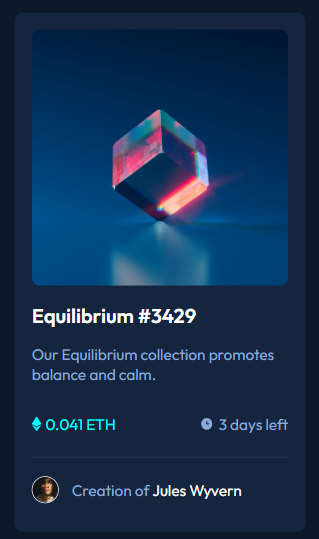 Equilibrium #3429
Our Equilibrium collection promotes
balance and calm.
0.041 ETH
3 days left
Creation of Jules Wyvern